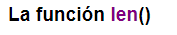 La función len()